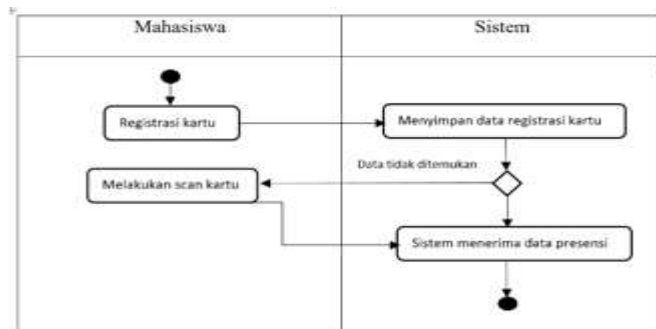 Mahasiswa
Sistem
Registrasi kartu
Menyimpan data registrasi kartu
Data tidak ditemukan
Melakukan scan kartu
Sistem menerima data presensi